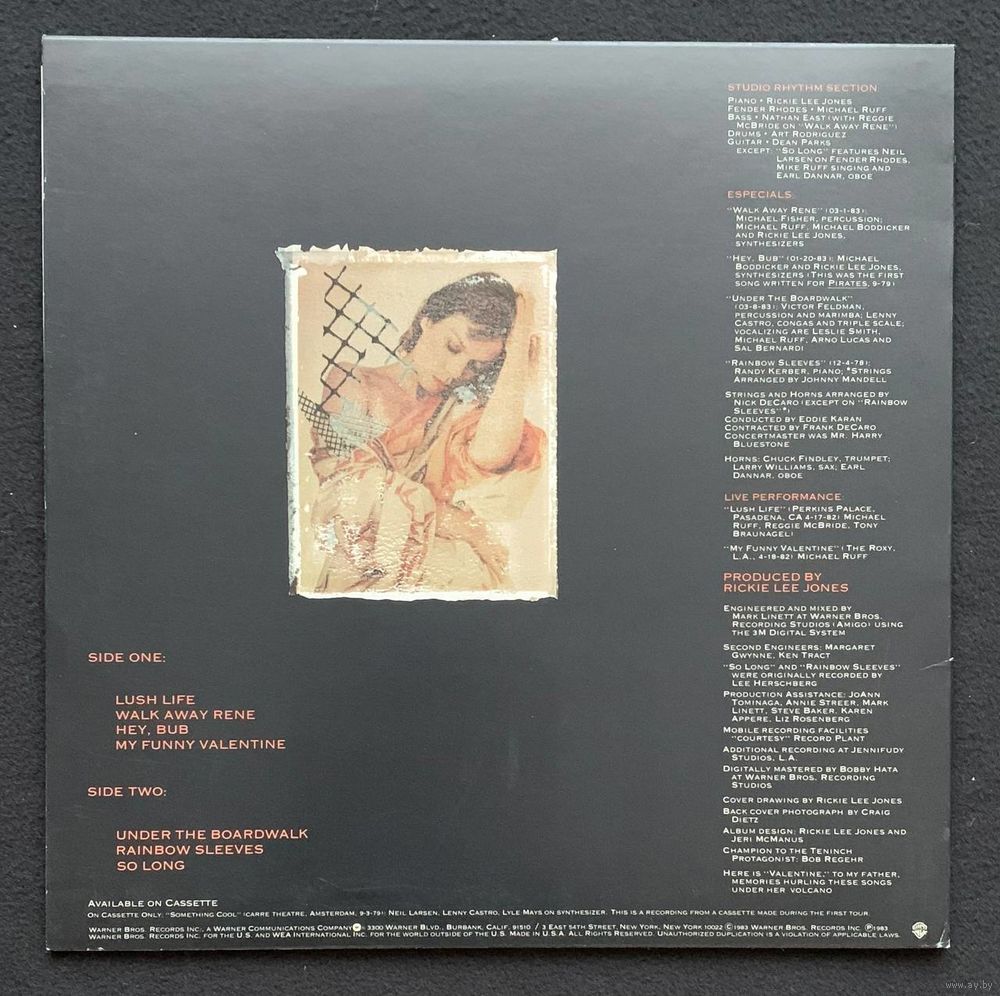 STUDIO RHYTHM SECTION
PIANO • RICKIE LEE JONES
FENDER RHODES • MICHAEL RUFF
BASS • NATHAN EAST (WITH REGGIE
MCBRIDE ON "WALK AWAY RENE")
DRUMS • ART RODRIGUEZ
GUITAR • DEAN PARKS
EXCEPT: "SO LONG" FEATURES NEIL
LARSEN ON FENDER RHODES,
MIKE RUFF SINGING AND
EARL DANNAR, OBOE
ESPECIALS:
"WALK AWAY RENE" (03-1-83):
MICHAEL FISHER, PERCUSSION;
MICHAEL RUFF, MICHAEL BODDICKER
AND RICKIE LEE JONES,
SYNTHESIZERS
"HEY, BUB" (01-20-83): MICHAEL
BODDICKER AND RICKIE LEE JONES,
SYNTHESIZERS (THIS WAS THE FIRST
SONG WRITTEN FOR PIRATES, 9-79)
"UNDER THE BOARDWALK"
(03-8-83): VICTOR FELDMAN,
PERCUSSION AND MARIMBA; LENNY
CASTRO, CONGAS AND TRIPLE SCALE;
VOCALIZING ARE LESLIE SMITH,
MICHAEL RUFF, ARNO LUCAS AND
SAL BERNARDI
"RAINBOW SLEEVES" (12-4-78):
RANDY KERBER, PIANO; *STRINGS
ARRANGED BY JOHNNY MANDELL
STRINGS AND HORNS ARRANGED BY
NICK DECARO (EXCEPT ON "RAINBOW
SLEEVES"*)
CONDUCTED BY EDDIE KARAN
CONTRACTED BY FRANK DECARO
CONCERTMASTER WAS MR. HARRY
BLUESTONE
HORNS: CHUCK FINDLEY, TRUMPET;
LARRY WILLIAMS, SAX; EARL
DANNAR, OBOE
LIVE PERFORMANCE:
"LUSH LIFE" (PERKINS PALACE,
PASADENA, CA 4-17-82) MICHAEL
RUFF, REGGIE MCBRIDE, TONY
BRAUNAGEL)
"MY FUNNY VALENTINE" (THE ROXY,
L.A., 4-18-82) MICHAEL RUFF
PRODUCED BY
RICKIE LEE JONES
ENGINEERED AND MIXED BY
MARK LINETT AT WARNER BROS.
RECORDING STUDIOS (AMIGO) USING
THE 3M DIGITAL SYSTEM
SECOND ENGINEERS: MARGARET
GWYNNE, KEN TRACT
"SO LONG" AND "RAINBOW SLEEVES"
WERE ORIGINALLY RECORDED BY
LEE HERSCHBERG
PRODUCTION ASSISTANCE: JOANN
TOMINAGA, ANNIE STREER, MARK
LINETT, STEVE BAKER, KAREN
APPERE, LIZ ROSENBERG
MOBILE RECORDING FACILITIES
"COURTESY" RECORD PLANT
ADDITIONAL RECORDING AT JENNIFUDY
STUDIOS, L.A.
DIGITALLY MASTERED BY BOBBY HATA
AT WARNER BROS. RECORDING
STUDIOS
COVER DRAWING BY RICKIE LEE JONES
BACK COVER PHOTOGRAPH BY CRAIG
DIETZ
ALBUM DESIGN: RICKIE LEE JONES AND
JERI MCMANUS
CHAMPION TO THE TENINCH
PROTAGONIST: BOB REGEHR
HERE IS "VALENTINE," TO MY FATHER,
MEMORIES HURLING THESE SONGS
UNDER HER VOLCANO
SIDE ONE:
LUSH LIFE
WALK AWAY RENE
HEY, BUB
MY FUNNY VALENTINE
SIDE TWO:
UNDER THE BOARDWALK
RAINBOW SLEEVES
SO LONG
AVAILABLE ON CASSETTE
ON CASSETTE ONLY: "SOMETHING COOL" (CARRE THEATRE, AMSTERDAM, 9-3-79): NEIL LARSEN, LENNY CASTRO, LYLE MAYS ON SYNTHESIZER. THIS IS A RECORDING FROM A CASSETTE MADE DURING THE FIRST TOUR.
WARNER BROS. RECORDS INC., A WARNER COMMUNICATIONS COMPANY 3300 WARNER BLVD., BURBANK, CALIF. 91510 / 3 EAST 54TH STREET, NEW YORK, NEW YORK 10022 ©1983 WARNER BROS. RECORDS INC. ℗1983
WARNER BROS. RECORDS INC. FOR THE U.S. AND WEA INTERNATIONAL INC. FOR THE WORLD OUTSIDE OF THE U.S. MADE IN U.S.A. ALL RIGHTS RESERVED. UNAUTHORIZED DUPLICATION IS A VIOLATION OF APPLICABLE LAWS.
www.ay.by